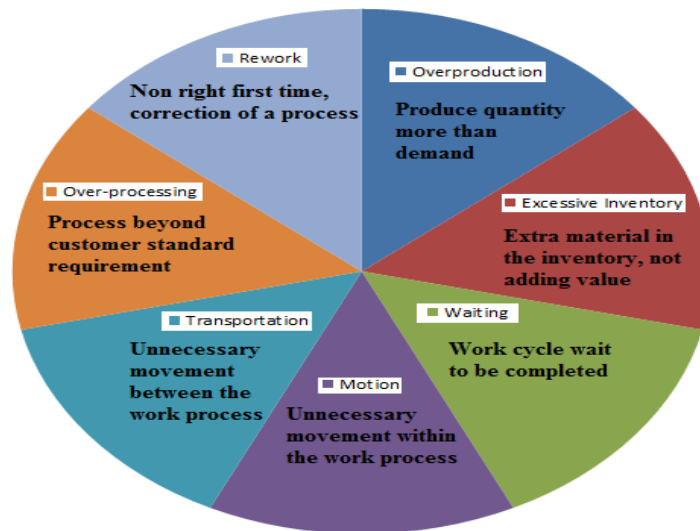 Rework
Non right first time,
correction of a process
Overproduction
Produce quantity
more than
demand
Excessive Inventory
Extra material in
the inventory, not
adding value
Waiting
Work cycle wait
to be completed
Motion
Unnecessary
movement within
the work process
Transportation
Unnecessary
movement
between the
work process
Over-processing
Process beyond
customer standard
requirement